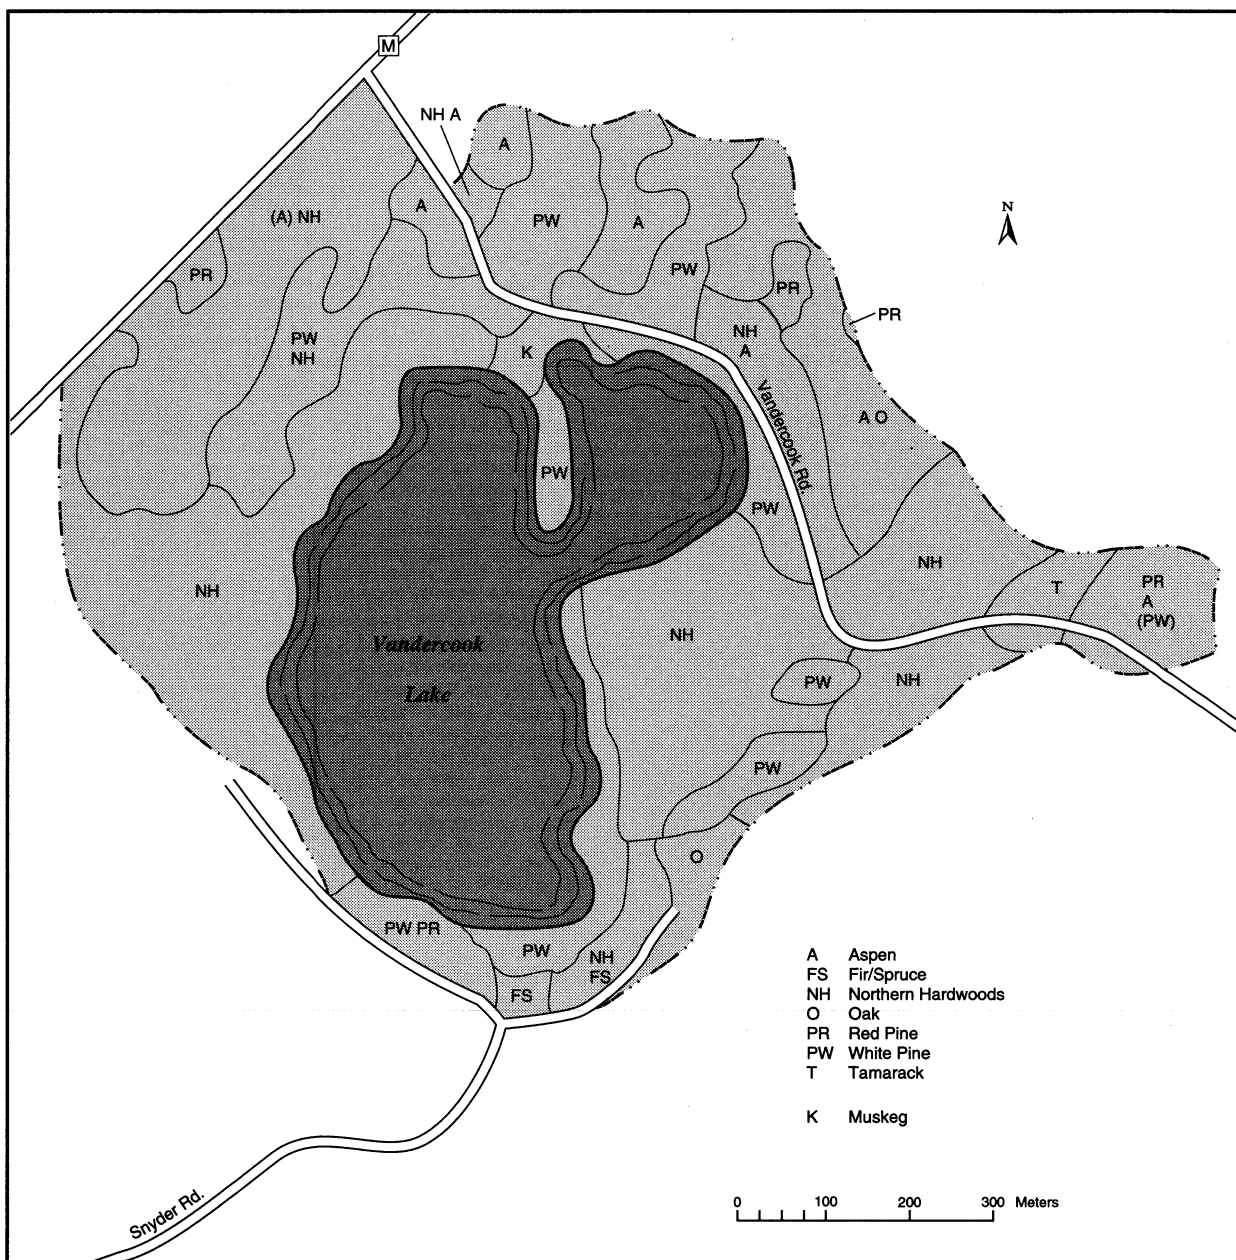 M
NH A
A
N
A
(A) NH
PW
A
PR
PW
PR
PR
NH
A
PW
NH
K
Vandercook Rd.
A O
PW
PW
NH
NH
PR
A
(PW)
T
NH
Vandercook
Lake
PW
NH
PW
O
PW PR
PW
NH
FS
FS
A Aspen
FS Fir/Spruce
NH Northern Hardwoods
O Oak
PR Red Pine
PW White Pine
T Tamarack
K Muskeg
Snyder Rd.
0 100 200 300 Meters